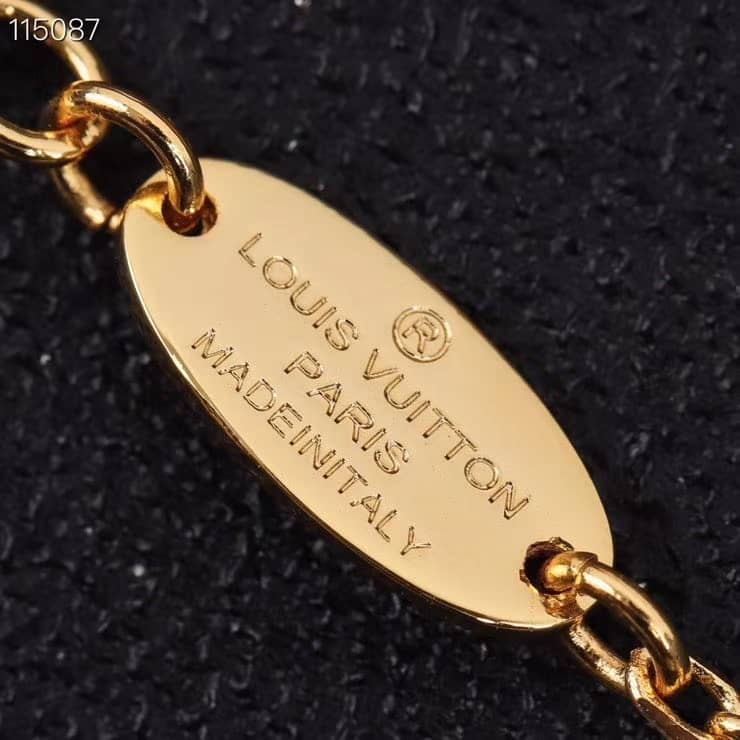 115087
®
LOUIS VUITTON
PARIS
MADEINITALY